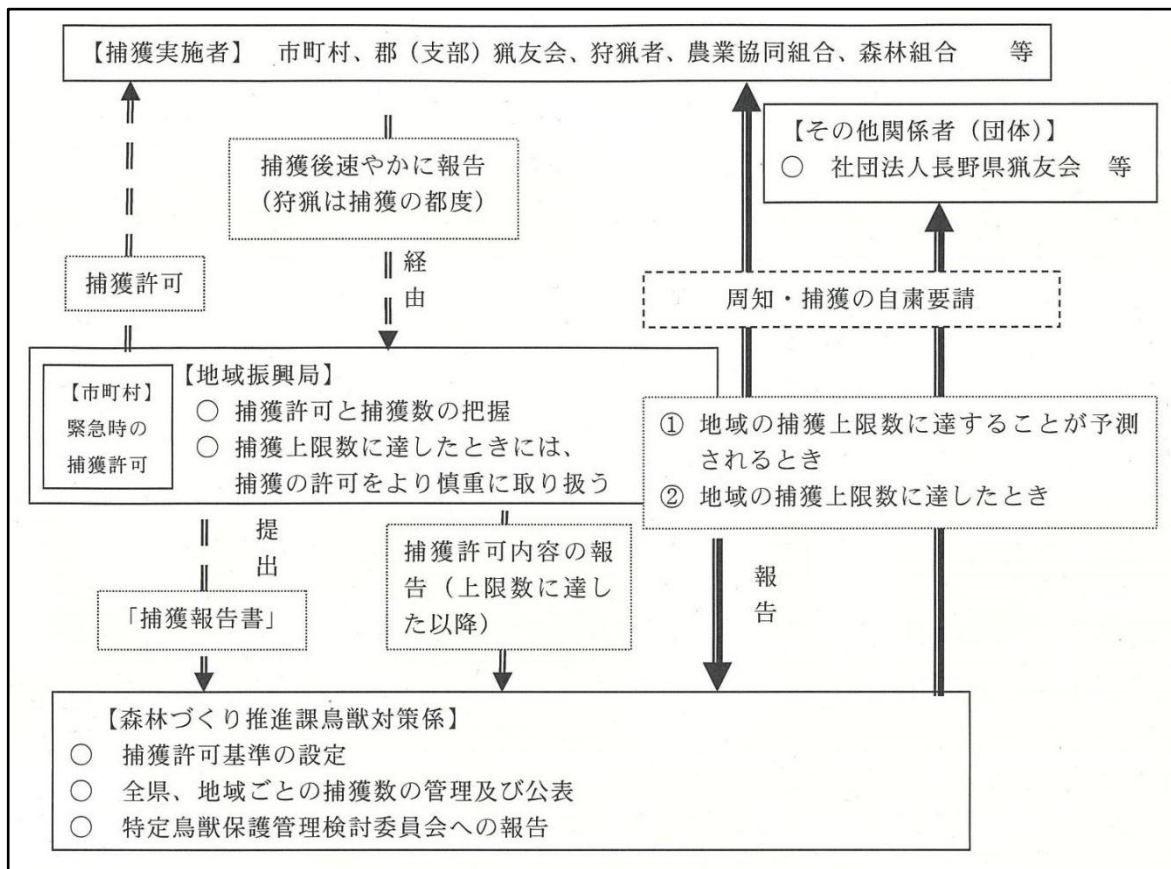 【捕獲実施者】 市町村、郡（支部）猟友会、狩猟者、農業協同組合、森林組合 等
【その他関係者（団体）】
○ 社団法人長野県猟友会 等
捕獲後速やかに報告
（狩猟は捕獲の都度）
経由
捕獲許可
周知・捕獲の自粛要請
【市町村】
緊急時の
捕獲許可
【地域振興局】
○ 捕獲許可と捕獲数の把握
○ 捕獲上限数に達したときには、
捕獲の許可をより慎重に取り扱う
① 地域の捕獲上限数に達することが予測
されるとき
② 地域の捕獲上限数に達したとき
提出
「捕獲報告書」
捕獲許可内容の報
告（上限数に達し
た以降）
報告
【森林づくり推進課鳥獣対策係】
○ 捕獲許可基準の設定
○ 全県、地域ごとの捕獲数の管理及び公表
○ 特定鳥獣保護管理検討委員会への報告